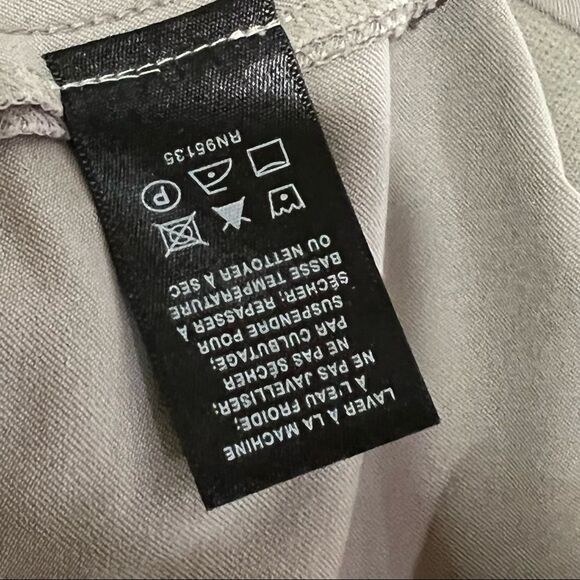 LAVER À LA MACHINE
À L'EAU FROIDE;
NE PAS JAVELLISER;
NE PAS SÉCHER
PAR CULBUTAGE;
SUSPENDRE POUR
SÉCHER; REPASSER À
BASSE TEMPÉRATURE
OU NETTOYER À SEC
P
RN95135